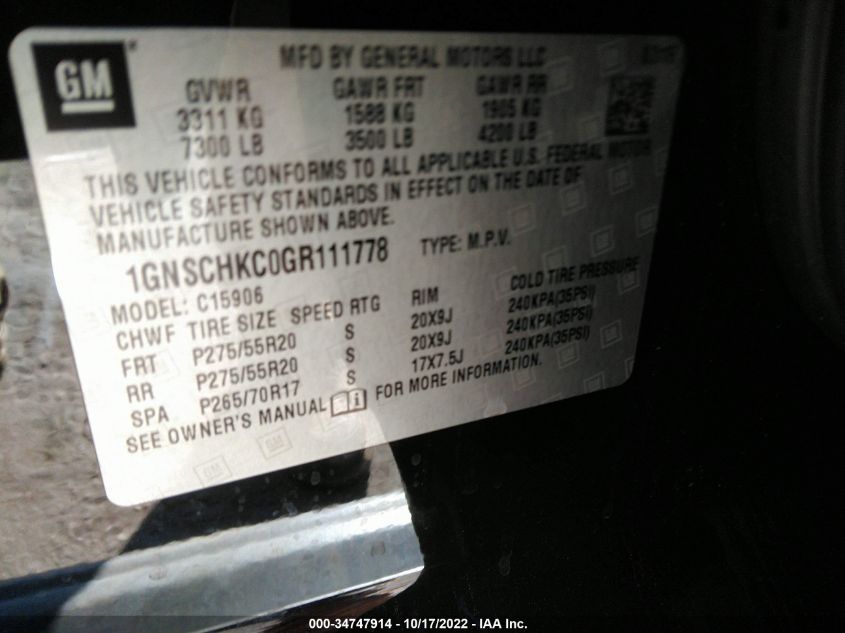 GM
MFD BY GENERAL MOTORS LLC
GVWR GAWR FRT GAWR RR
3311 KG 1588 KG 1905 KG
7300 LB 3500 LB 4200 LB
THIS VEHICLE CONFORMS TO ALL APPLICABLE U.S. FEDERAL MOTOR
VEHICLE SAFETY STANDARDS IN EFFECT ON THE DATE OF
MANUFACTURE SHOWN ABOVE.
1GNSCHKC0GR111778 TYPE: M.P.V.
MODEL: C15906
CHWF TIRE SIZE SPEED RTG RIM COLD TIRE PRESSURE
FRT P275/55R20 S 20X9J 240KPA(35PSI)
RR P275/55R20 S 20X9J 240KPA(35PSI)
SPA P265/70R17 S 17X7.5J 240KPA(35PSI)
SEE OWNER'S MANUAL i FOR MORE INFORMATION.
000-34747914 - 10/17/2022 - IAA Inc.